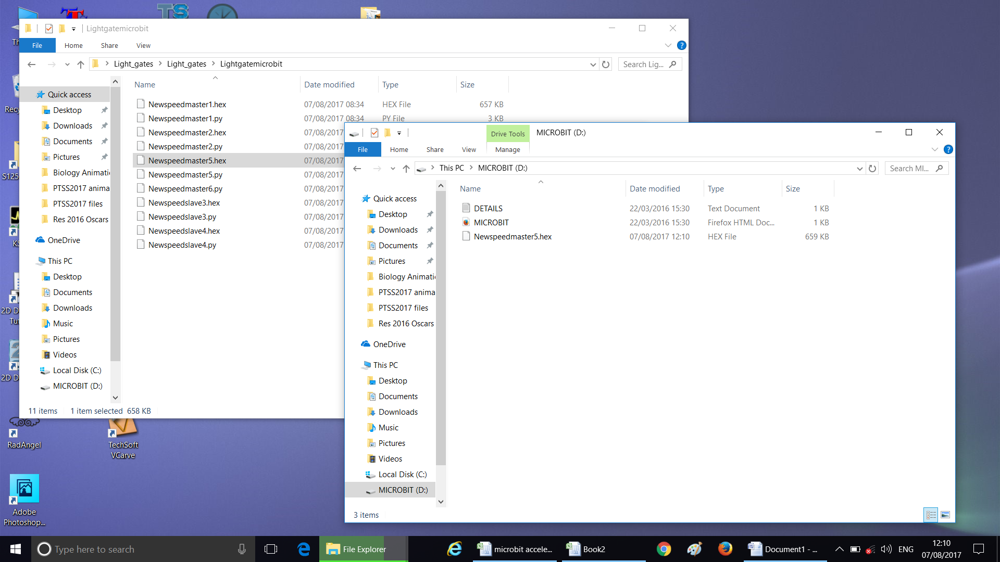 Lightgatemicrobit
File Home Share View
Light_gates Light_gates Lightgatemicrobit
Search Lig...
Name Date modified Type Size
Quick access
Desktop
Downloads
Documents
Pictures
Biology Animati
PTSS2017 anima
PTSS2017 files
Res 2016 Oscars
OneDrive
This PC
Desktop
Documents
Downloads
Music
Pictures
Videos
Local Disk (C:)
MICROBIT (D:)
Newspeedmaster1.hex 07/08/2017 08:34 HEX File 657 KB
Newspeedmaster1.py 07/08/2017 08:34 PY File 3 KB
Newspeedmaster2.hex 07/08/2017
Newspeedmaster2.py 07/08/2017
Newspeedmaster5.hex 07/08/2017
Newspeedmaster5.py 07/08/2017
Newspeedmaster6.py 07/08/2017
Newspeedslave3.hex 07/08/2017
Newspeedslave3.py 07/08/2017
Newspeedslave4.hex 07/08/2017
Newspeedslave4.py 07/08/2017
11 items 1 item selected 658 KB
Drive Tools MICROBIT (D:)
File Home Share View Manage
This PC MICROBIT (D:)
Search MI...
Name Date modified Type Size
Quick access
Desktop
Downloads
Documents
Pictures
Biology Animati
PTSS2017 anima
PTSS2017 files
Res 2016 Oscars
OneDrive
This PC
Desktop
Documents
Downloads
Music
Pictures
Videos
Local Disk (C:)
MICROBIT (D:)
DETAILS 22/03/2016 15:30 Text Document 1 KB
MICROBIT 22/03/2016 15:30 Firefox HTML Doc... 1 KB
Newspeedmaster5.hex 07/08/2017 12:10 HEX File 659 KB
3 items
TS
Th
Recy
S125
KS
2D D
Tut
2D D
RadAngel
TechSoft
VCarve
Adobe
Photoshop...
Type here to search
File Explorer
microbit accele...
Book2
Document1 - ...
ENG
12:10
07/08/2017